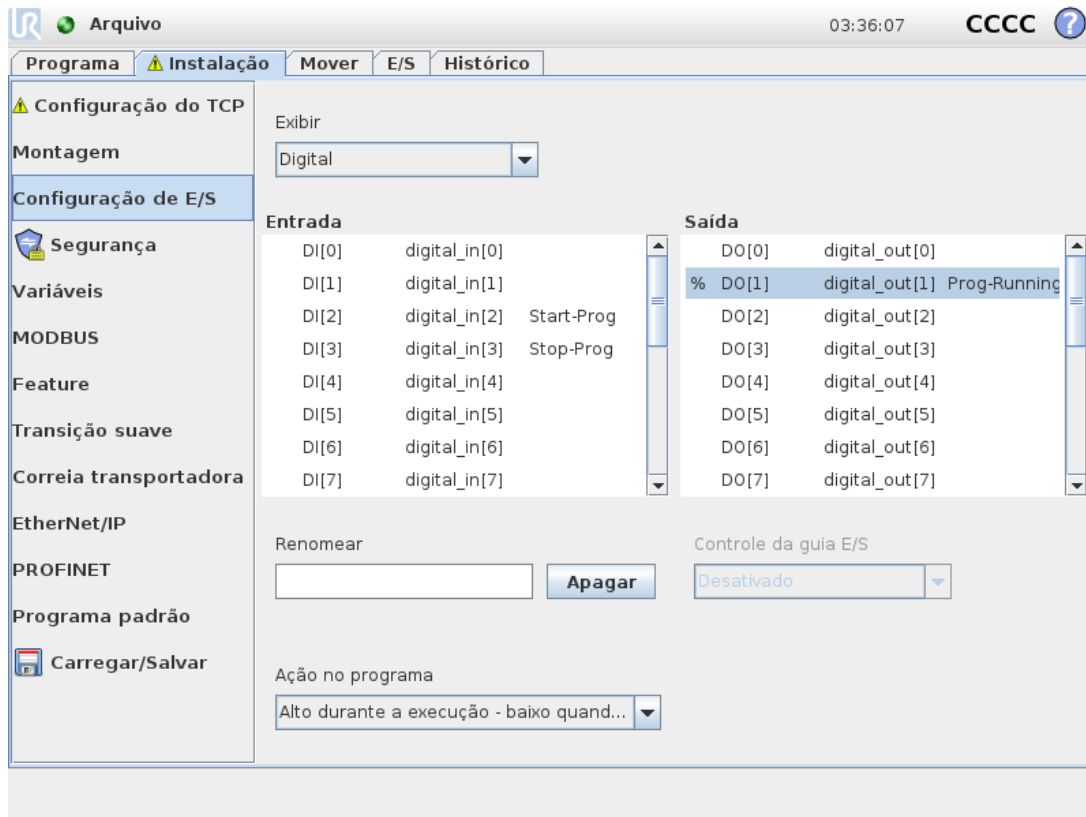 UR Arquivo 03:36:07 CCCC ?
Programa Instalação Mover E/S Histórico
Configuração do TCP
Montagem
Configuração de E/S
Segurança
Variáveis
MODBUS
Feature
Transição suave
Correia transportadora
EtherNet/IP
PROFINET
Programa padrão
Carregar/Salvar
Exibir
Digital
Entrada
DI[0] digital_in[0]
DI[1] digital_in[1]
DI[2] digital_in[2] Start-Prog
DI[3] digital_in[3] Stop-Prog
DI[4] digital_in[4]
DI[5] digital_in[5]
DI[6] digital_in[6]
DI[7] digital_in[7]
Saída
DO[0] digital_out[0]
% DO[1] digital_out[1] Prog-Running
DO[2] digital_out[2]
DO[3] digital_out[3]
DO[4] digital_out[4]
DO[5] digital_out[5]
DO[6] digital_out[6]
DO[7] digital_out[7]
Renomear
Apagar
Controle da guia E/S
Desativado
Ação no programa
Alto durante a execução - baixo quand...